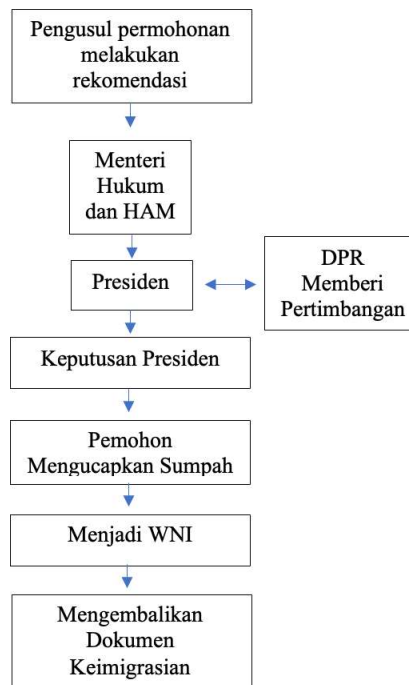 Pengusul permohonan
melakukan
rekomendasi
Menteri
Hukum
dan HAM
Presiden
DPR
Memberi
Pertimbangan
Keputusan Presiden
Pemohon
Mengucapkan Sumpah
Menjadi WNI
Mengembalikan
Dokumen
Keimigrasian